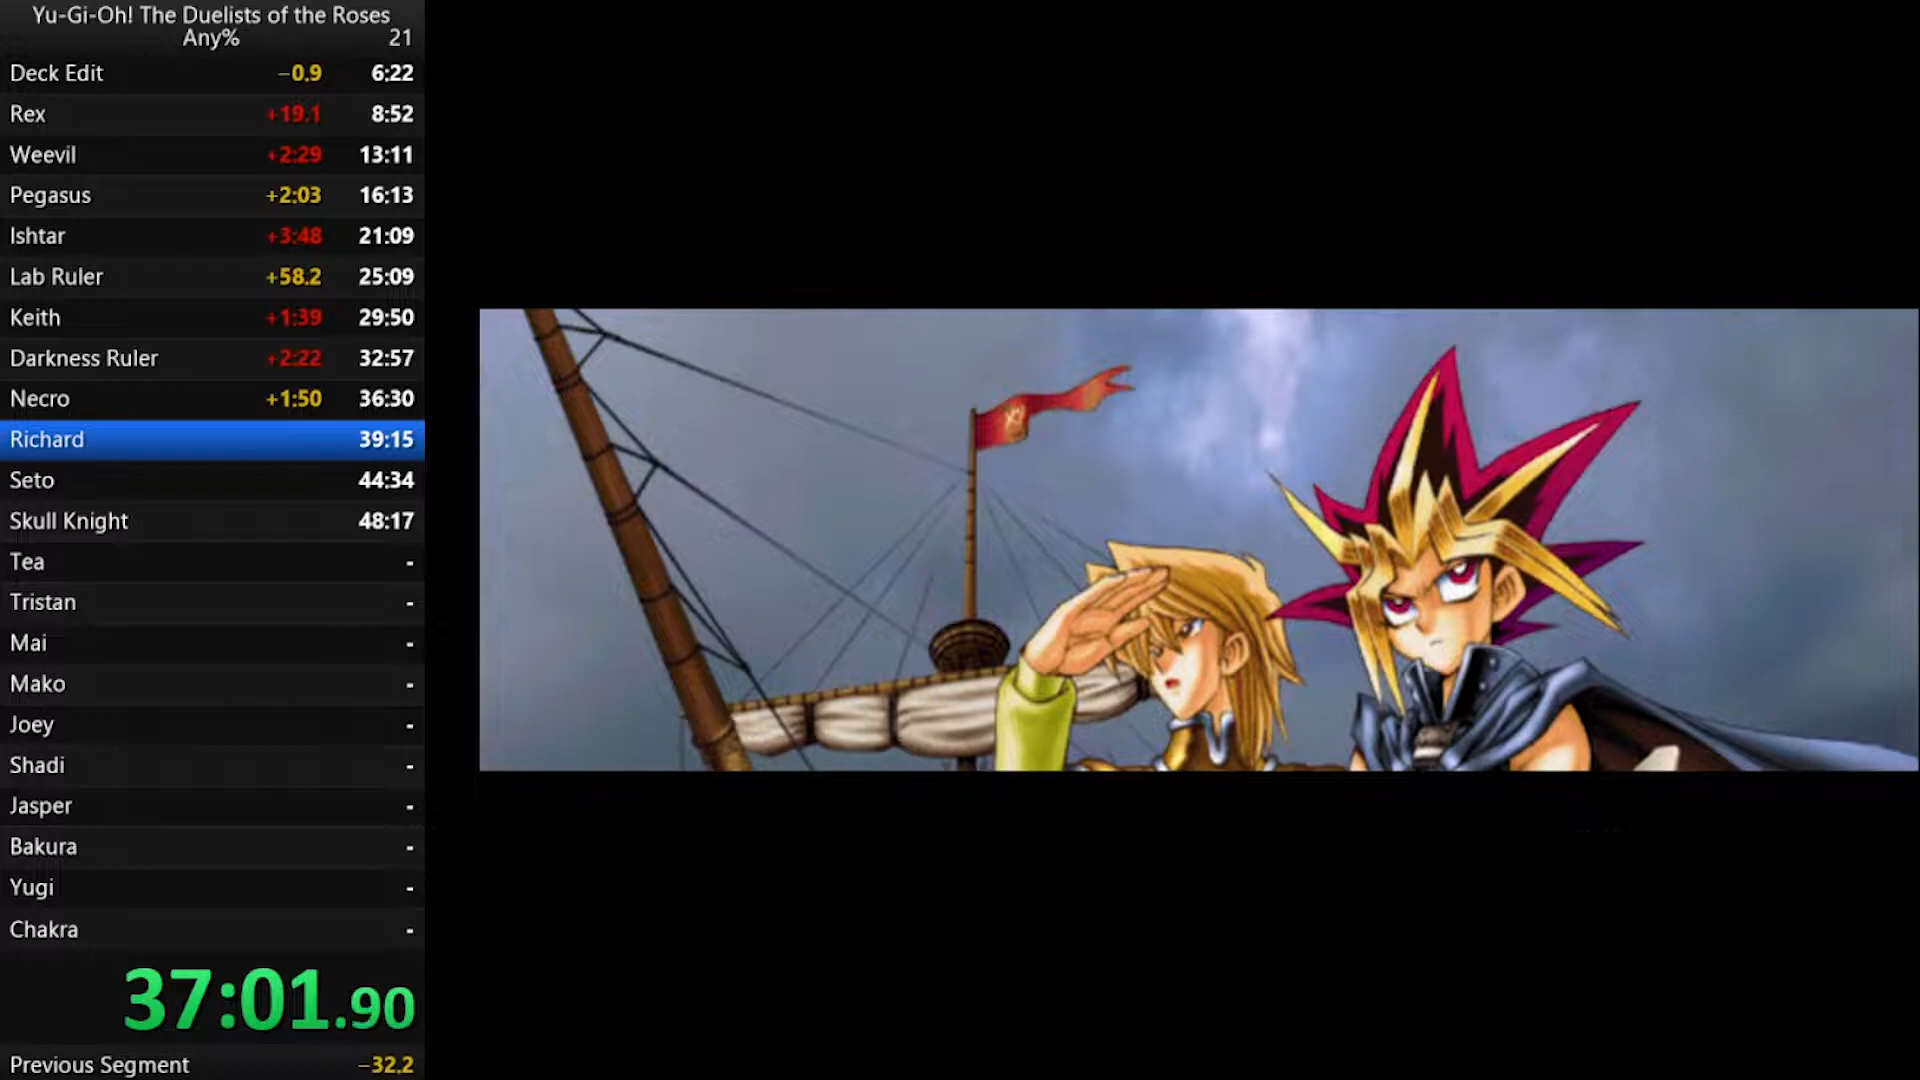 Yu-Gi-Oh! The Duelists of the Roses
Any% 21
Deck Edit −0.9 6:22
Rex +19.1 8:52
Weevil +2:29 13:11
Pegasus +2:03 16:13
Ishtar +3:48 21:09
Lab Ruler +58.2 25:09
Keith +1:39 29:50
Darkness Ruler +2:22 32:57
Necro +1:50 36:30
Richard 39:15
Seto 44:34
Skull Knight 48:17
Tea -
Tristan -
Mai -
Mako -
Joey -
Shadi -
Jasper -
Bakura -
Yugi -
Chakra -
37:01.90
Previous Segment −32.2